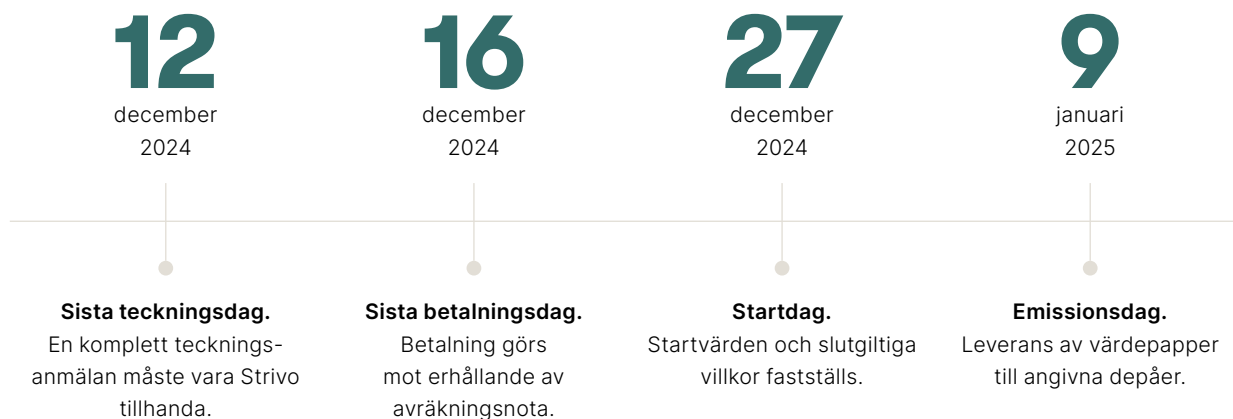 12
december
2024
Sista teckningsdag.
En komplett tecknings-
anmälan måste vara Strivo
tillhanda.
16
december
2024
Sista betalningsdag.
Betalning görs
mot erhållande av
avräkningsnota.
27
december
2024
Startdag.
Startvärden och slutgiltiga
villkor fastställs.
9
januari
2025
Emissionsdag.
Leverans av värdepapper
till angivna depåer.